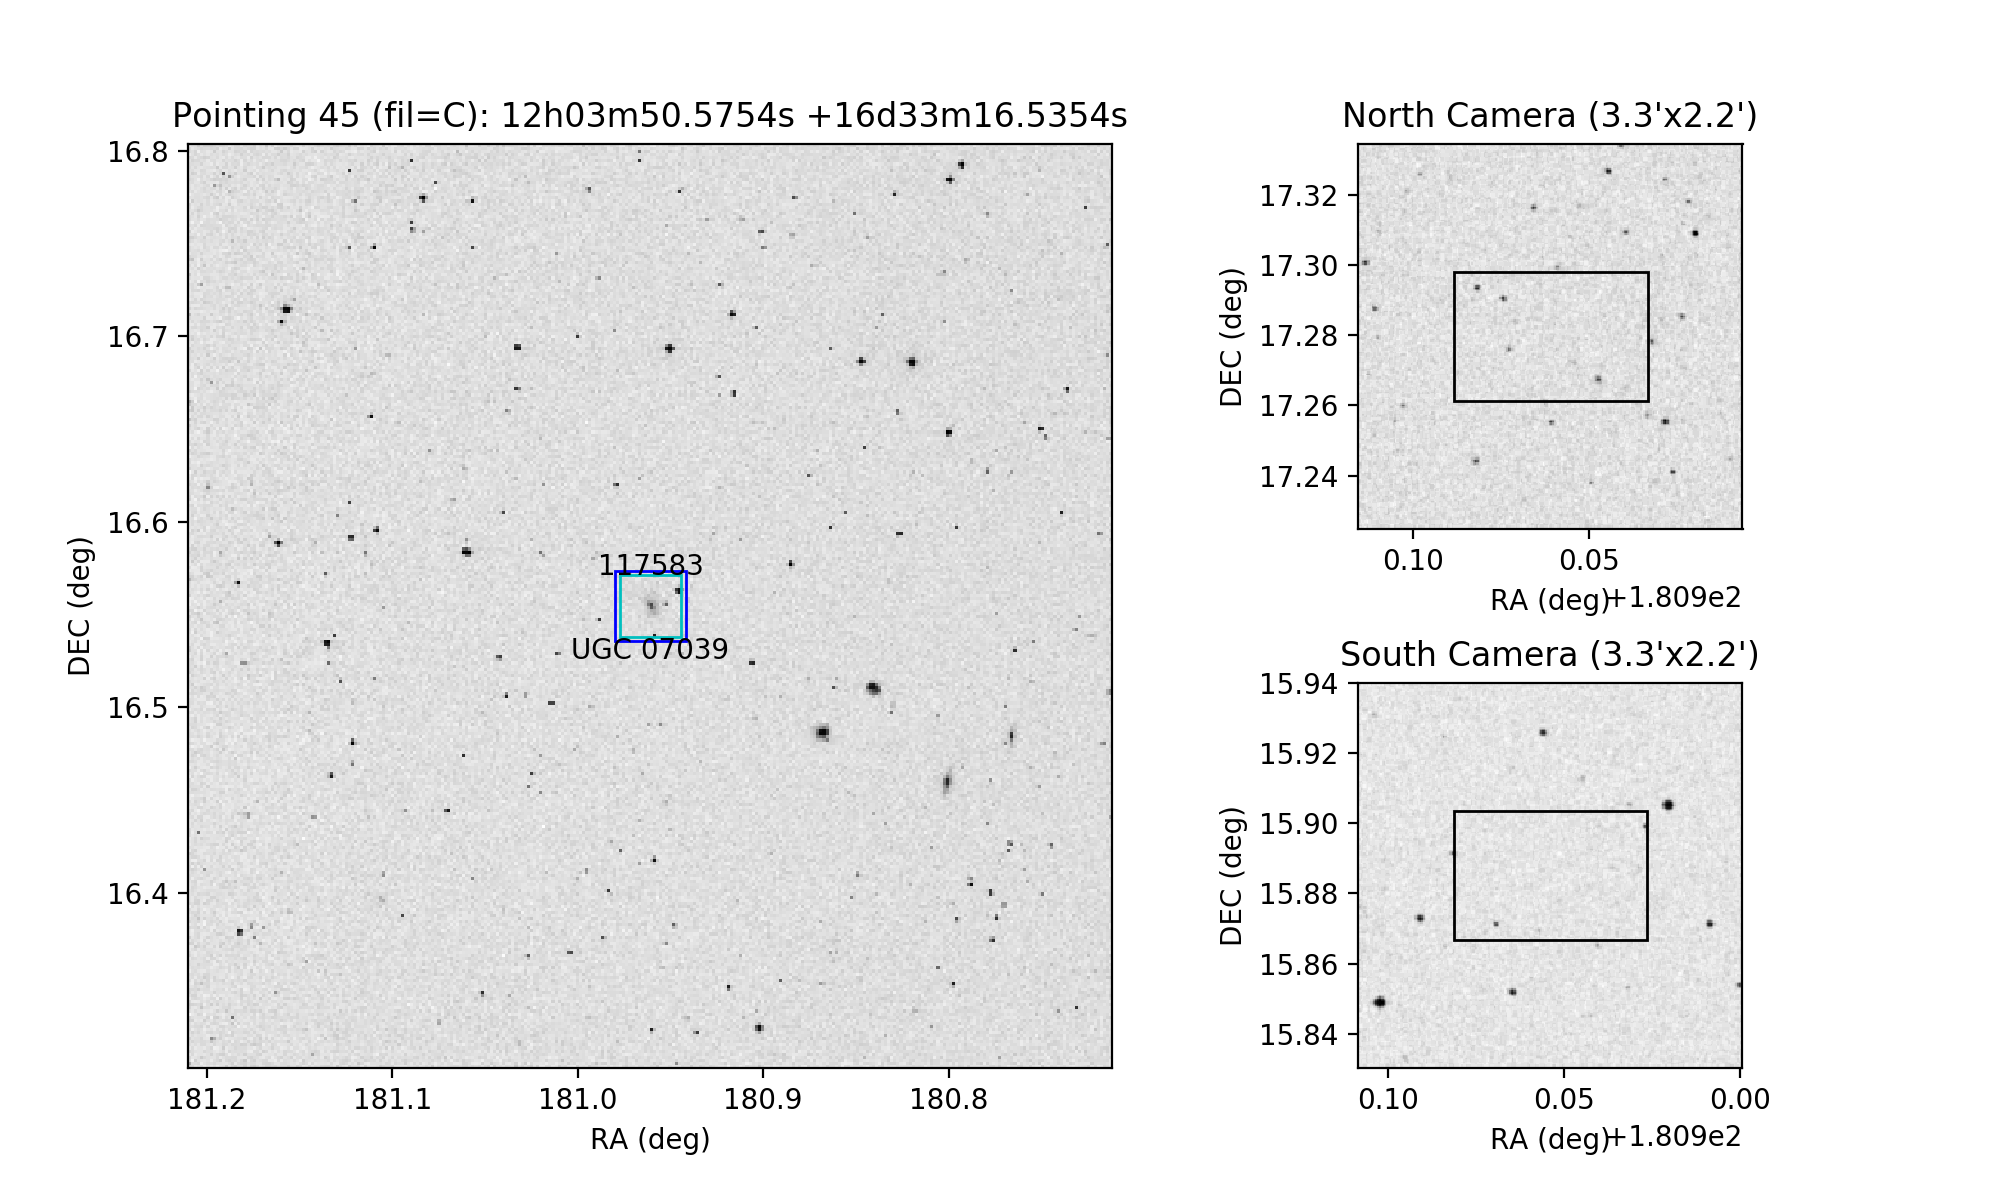 Pointing 45 (fil=C): 12h03m50.5754s +16d33m16.5354s
16.8
16.7
16.6
16.5
16.4
DEC (deg)
117583
UGC 07039
181.2 181.1 181.0 180.9 180.8
RA (deg)
North Camera (3.3'x2.2')
17.32
17.30
17.28
17.26
17.24
DEC (deg)
0.10 0.05
RA (deg) +1.809e2
South Camera (3.3'x2.2')
15.94
15.92
15.90
15.88
15.86
15.84
DEC (deg)
0.10 0.05 0.00
RA (deg) +1.809e2